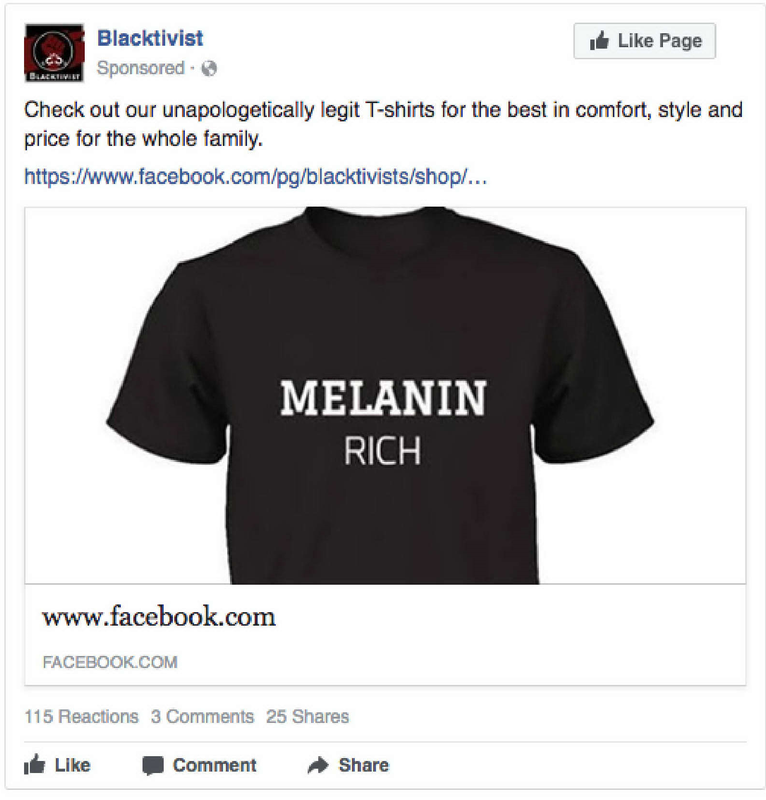 Blacktivist
Like Page
Sponsored ·
BLACKTIVIST
Check out our unapologetically legit T-shirts for the best in comfort, style and
price for the whole family.
https://www.facebook.com/pg/blacktivists/shop/...
MELANIN
RICH
www.facebook.com
FACEBOOK.COM
115 Reactions 3 Comments 25 Shares
Like Comment Share